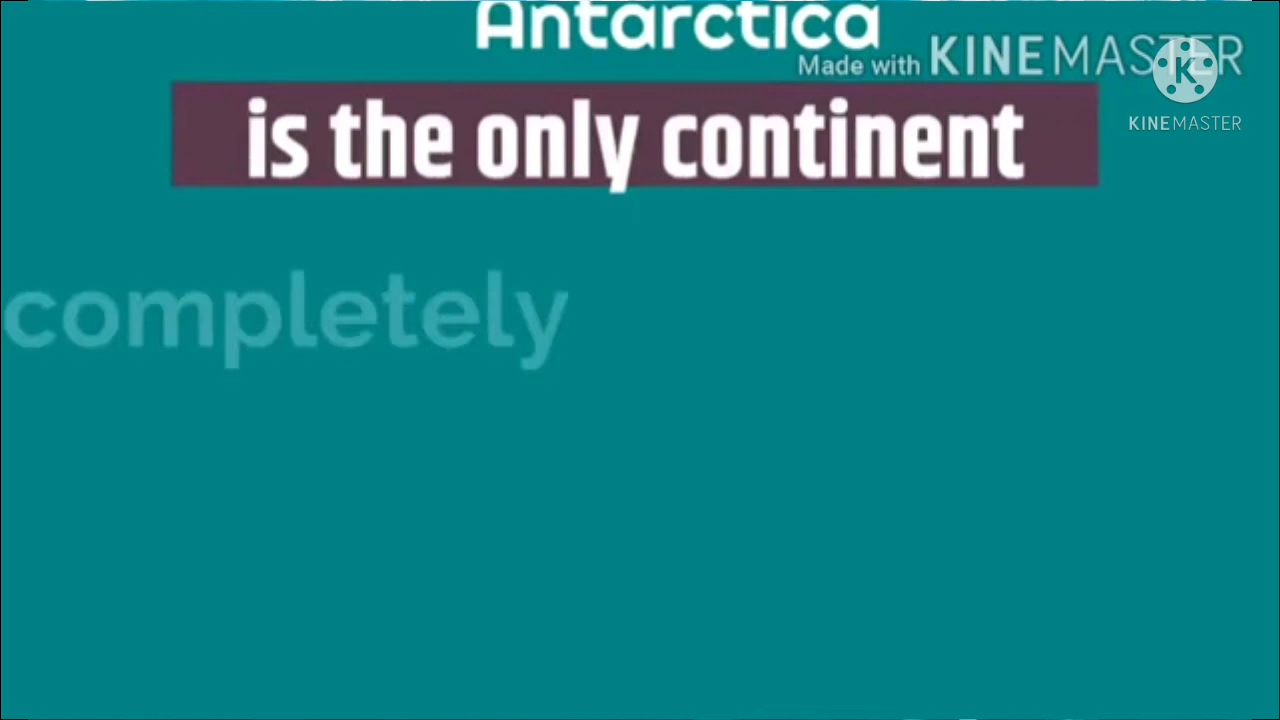 Antarctica
Made with KINEMASTER
KINEMASTER
is the only continent
completely